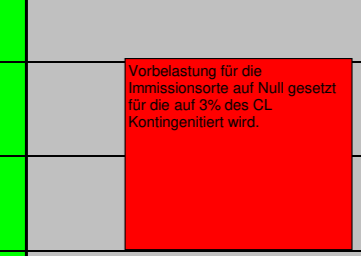 Vorbelastung für die
Immissionsorte auf Null gesetzt
für die auf 3% des CL
Kontingenitiert wird.